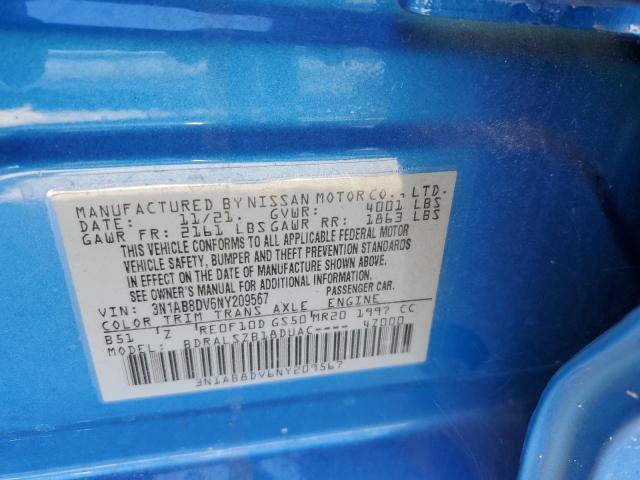 MANUFACTURED BY NISSAN MOTOR CO., LTD.
DATE: 11/21. GVWR: 4001 LBS
GAWR FR: 2161 LBS GAWR RR: 1863 LBS
THIS VEHICLE CONFORMS TO ALL APPLICABLE FEDERAL MOTOR
VEHICLE SAFETY, BUMPER AND THEFT PREVENTION STANDARDS
IN EFFECT ON THE DATE OF MANUFACTURE SHOWN ABOVE.
SEE OWNER'S MANUAL FOR ADDITIONAL INFORMATION.
VIN: 3N1AB8DV6NY209567 PASSENGER CAR.
COLOR TRIM TRANS AXLE ENGINE
B51 'Z RE0F10D GS50 MR20 1997 CC
BDRALSZB18DUAC---- 47000
3N1AB8DV6NY209567